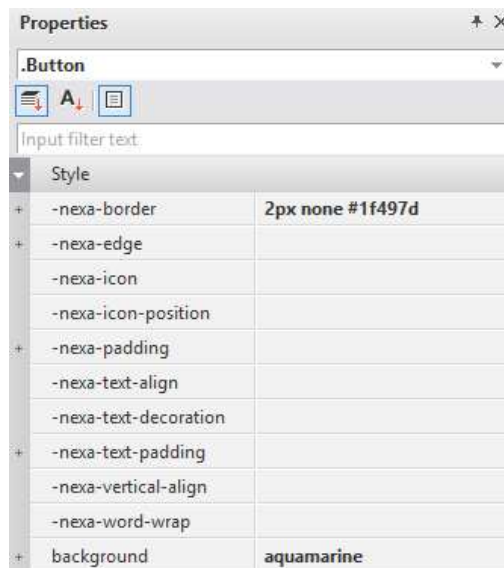 Properties
.Button
A
Input filter text
Style
-nexa-border 2px none #1f497d
-nexa-edge
-nexa-icon
-nexa-icon-position
-nexa-padding
-nexa-text-align
-nexa-text-decoration
-nexa-text-padding
-nexa-vertical-align
-nexa-word-wrap
background aquamarine